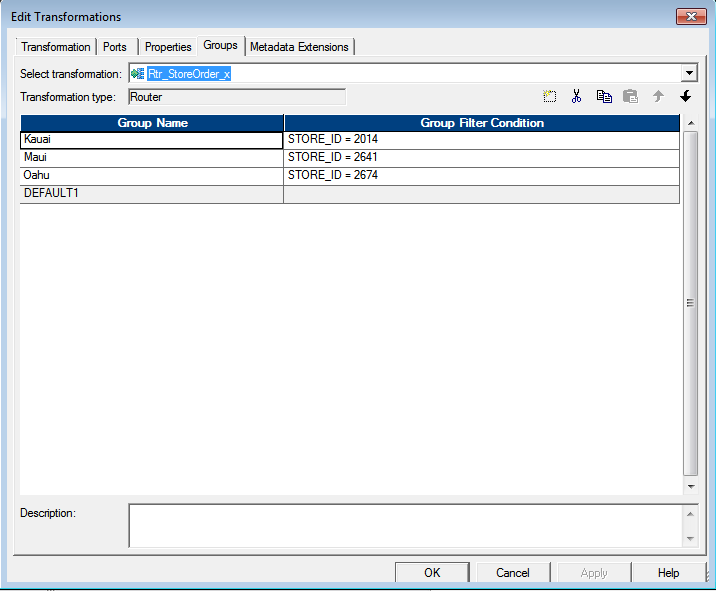 Edit Transformations
Transformation Ports Properties Groups Metadata Extensions
Select transformation: Rtr_StoreOrder_x
Transformation type: Router
Group Name Group Filter Condition
Kauai STORE_ID = 2014
Maui STORE_ID = 2641
Oahu STORE_ID = 2674
DEFAULT1
Description:
OK Cancel Apply Help